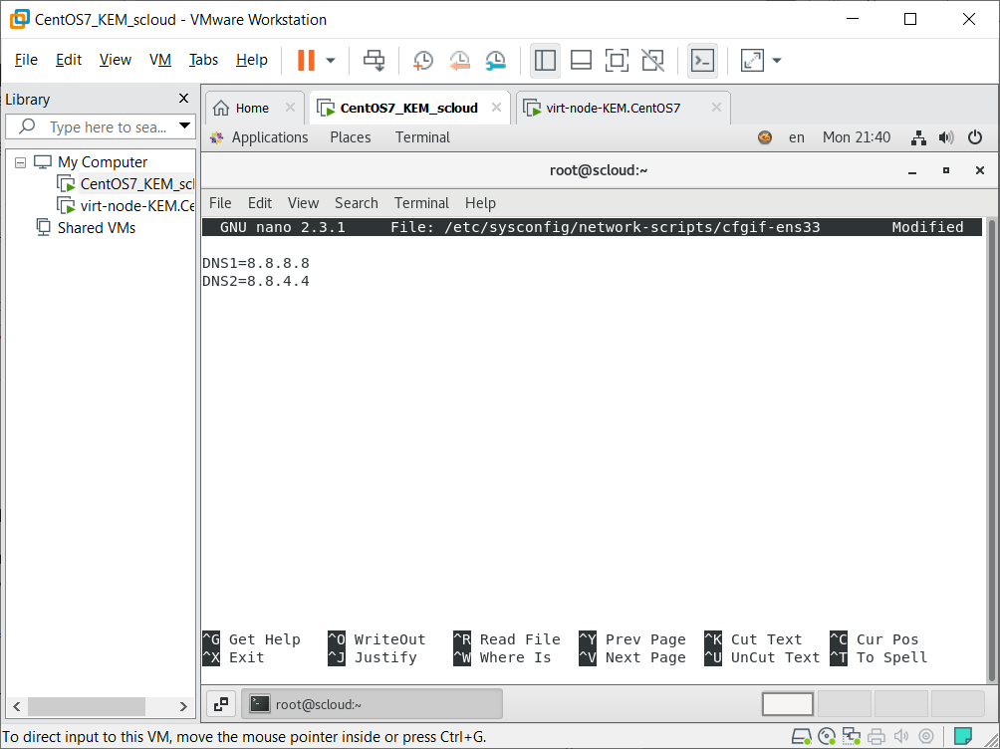 CentOS7_KEM_scloud - VMware Workstation
File Edit View VM Tabs Help
Library
Type here to sea...
My Computer
CentOS7_KEM_scl
virt-node-KEM.Ce
Shared VMs
Home
CentOS7_KEM_scloud
virt-node-KEM.CentOS7
Applications Places Terminal
en Mon 21:40
root@scloud:~
File Edit View Search Terminal Help
GNU nano 2.3.1 File: /etc/sysconfig/network-scripts/cfgif-ens33 Modified
DNS1=8.8.8.8
DNS2=8.8.4.4
^G Get Help ^O WriteOut ^R Read File ^Y Prev Page ^K Cut Text ^C Cur Pos
^X Exit ^J Justify ^W Where Is ^V Next Page ^U UnCut Text ^T To Spell
root@scloud:~
To direct input to this VM, move the mouse pointer inside or press Ctrl+G.